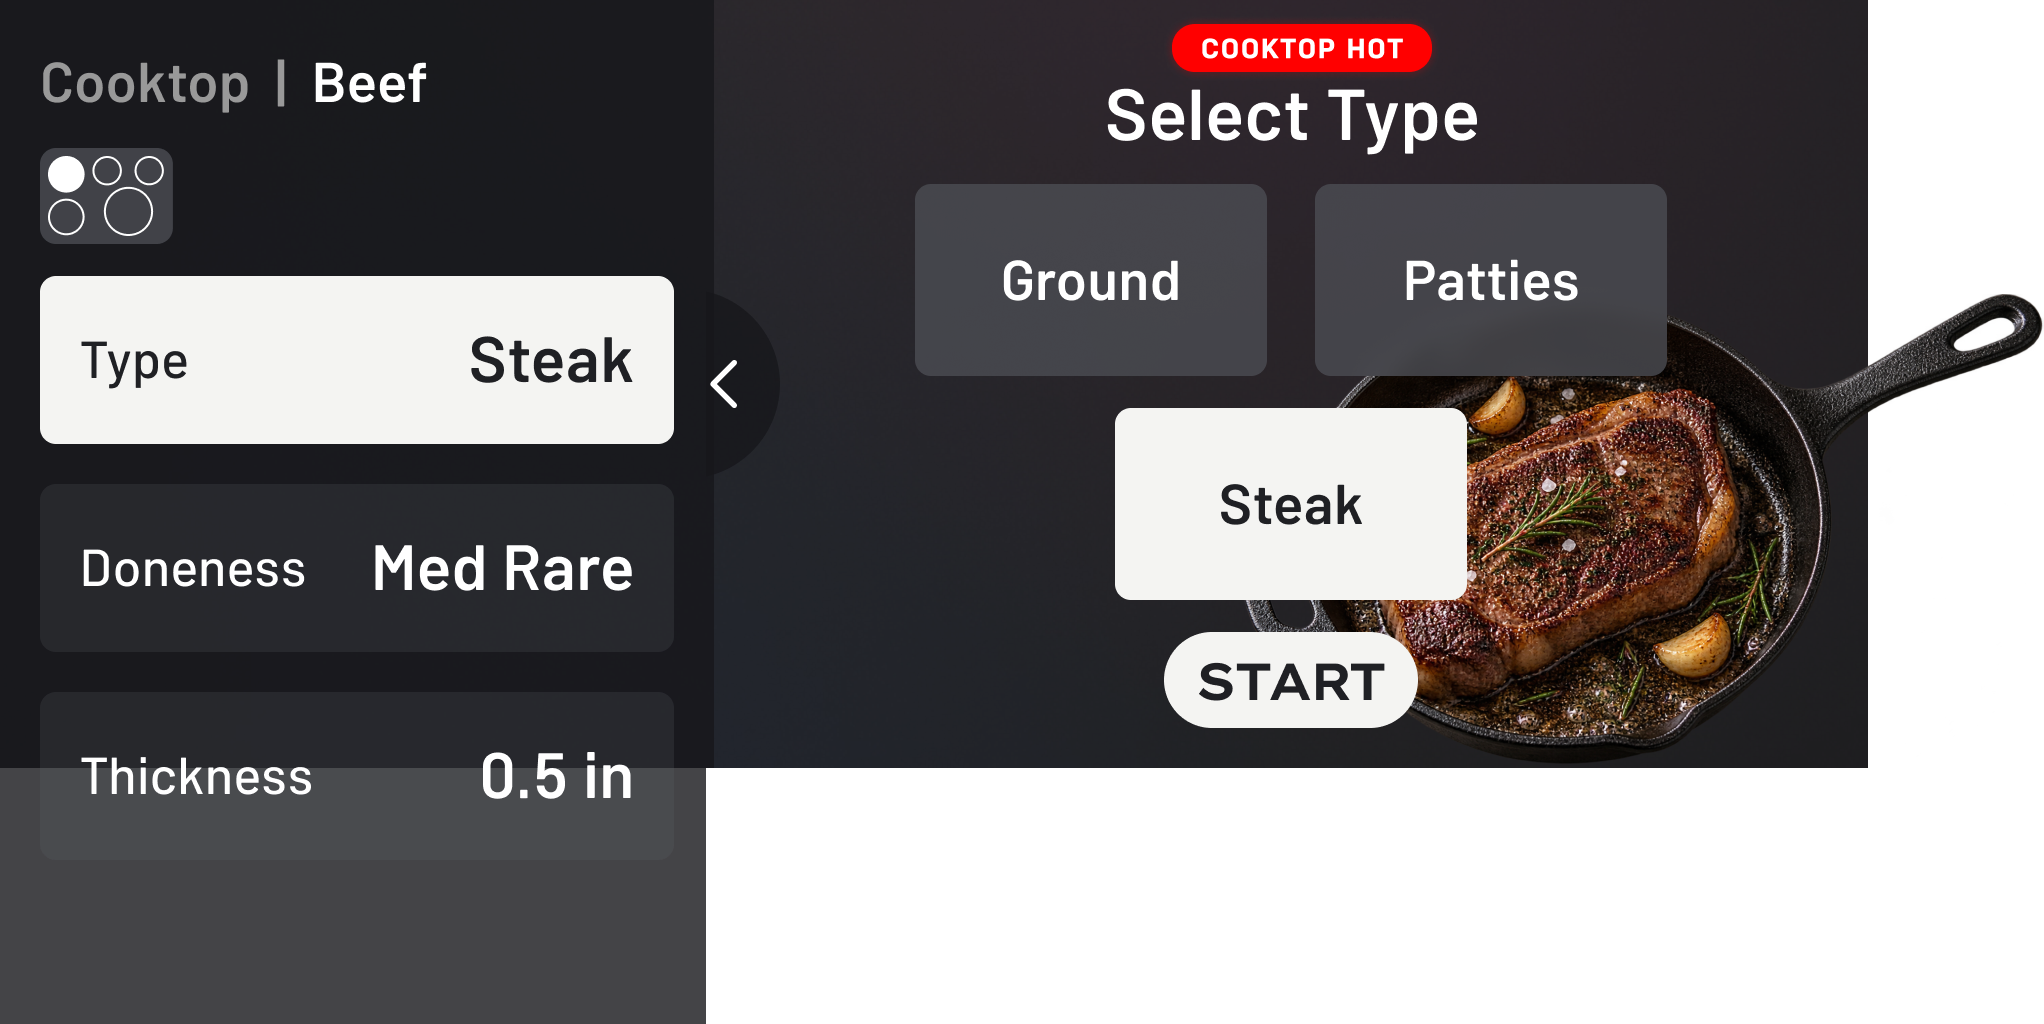 Cooktop | Beef
Type Steak
Doneness Med Rare
Thickness 0.5 in
COOKTOP HOT
Select Type
Ground
Patties
Steak
START